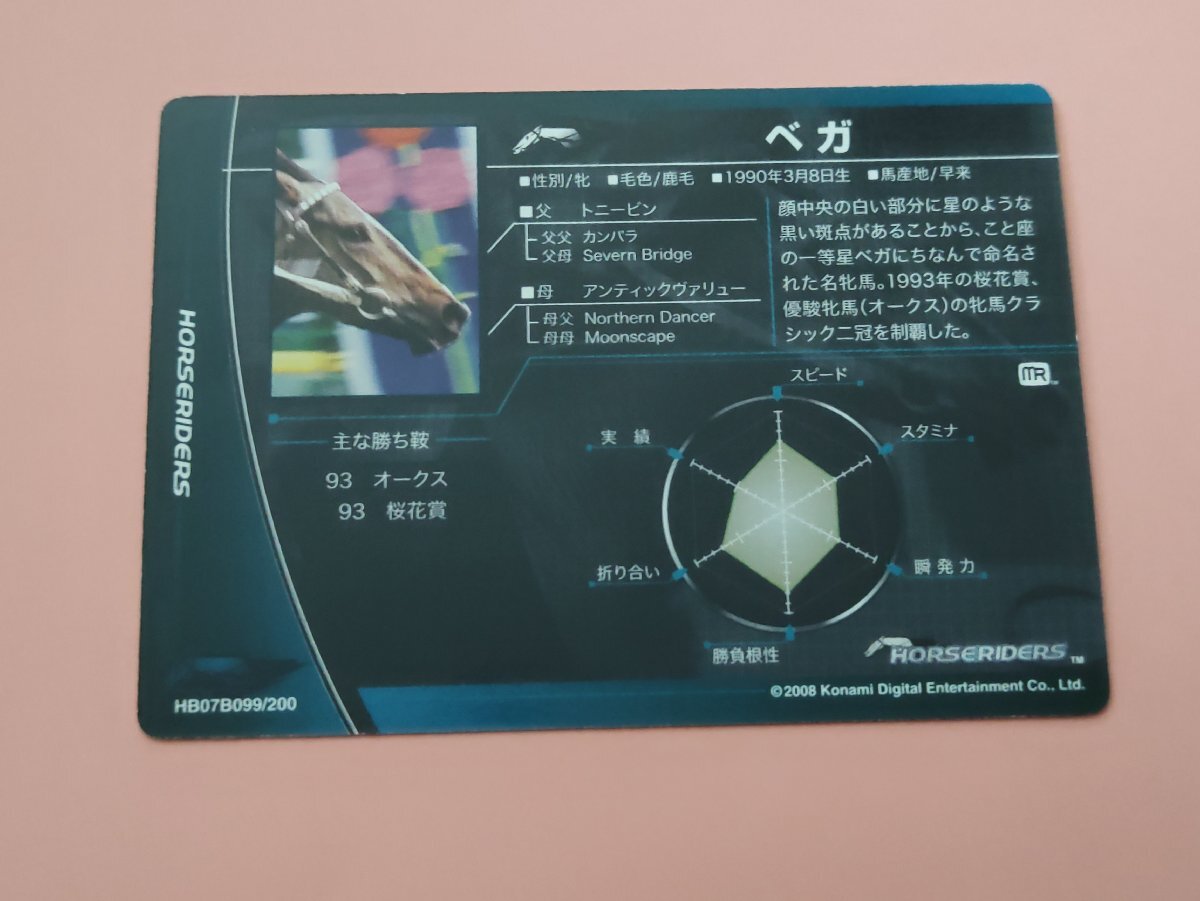 ベガ
■性別/牝 ■毛色/鹿毛 ■1990年3月8日生 ■馬産地/早来
■父 トニービン
父父 カンパラ
父母 Severn Bridge
■母 アンティックヴァリュー
母父 Northern Dancer
母母 Moonscape
顔中央の白い部分に星のような
黒い斑点があることから、こと座
の一等星ベガにちなんで命名さ
れた名牝馬。1993年の桜花賞、
優駿牝馬(オークス)の牝馬クラ
シック二冠を制覇した。
MR
HORSERIDERS
主な勝ち鞍
93 オークス
93 桜花賞
スピード
スタミナ
瞬発力
勝負根性
折り合い
実績
HORSERIDERS™
©2008 Konami Digital Entertainment Co., Ltd.
HB07B099/200